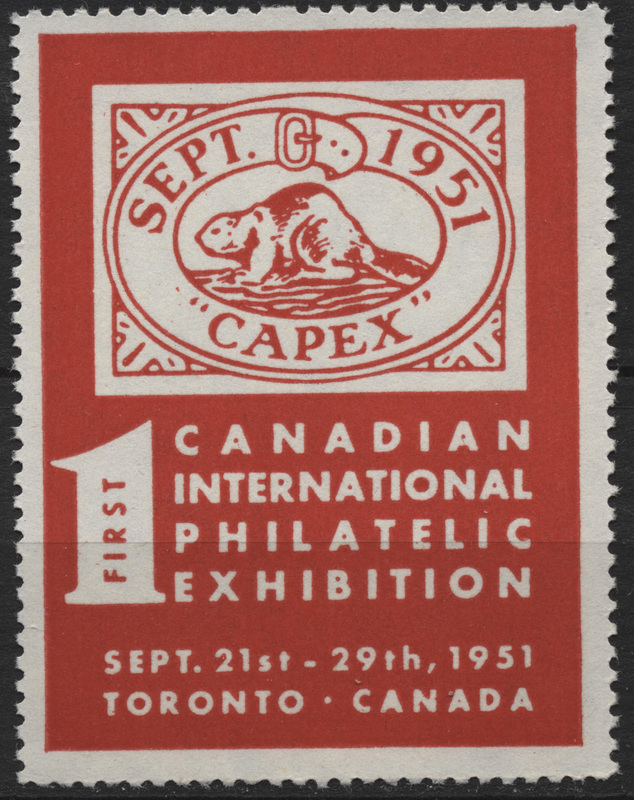 SEPT. 1951
"CAPEX"
1 FIRST
CANADIAN
INTERNATIONAL
PHILATELIC
EXHIBITION
SEPT. 21st - 29th, 1951
TORONTO · CANADA